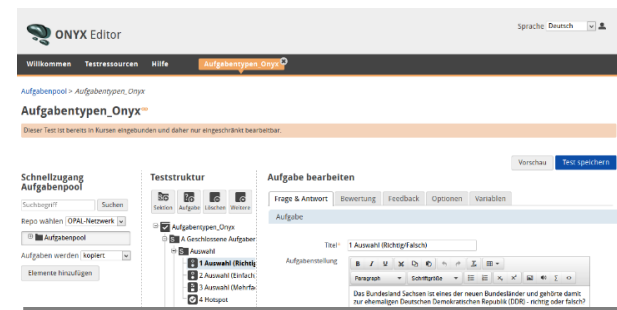 ONYX Editor
Sprache Deutsch
Willkommen Testressourcen Hilfe Aufgabentypen_Onyx
Aufgabenpool > Aufgabentypen_Onyx
Aufgabentypen_Onyx
Dieser Test ist bereits in Kursen eingebunden und daher nur eingeschränkt bearbeitbar.
Vorschau Test speichern
Schnellzugang
Aufgabenpool
Suchbegriff Suchen
Repo wählen OPAL-Netzwerk
Aufgabenpool
Aufgaben werden kopiert
Elemente hinzufügen
Teststruktur
Sektion Aufgabe Löschen Weitere
Aufgabentypen_Onyx
A Geschlossene Aufgaben
Auswahl
1 Auswahl (Richtig
2 Auswahl (Einfach
3 Auswahl (Mehrfa
4 Hotspot
Aufgabe bearbeiten
Frage & Antwort Bewertung Feedback Optionen Variablen
Aufgabe
Titel* 1 Auswahl (Richtig/Falsch)
Aufgabenstellung
B I U
Paragraph Schriftgröße
Das Bundesland Sachsen ist eines der neuen Bundesländer und gehörte damit
zur ehemaligen Deutschen Demokratischen Republik (DDR) - richtig oder falsch?